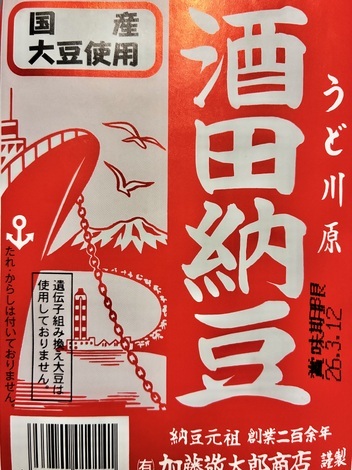 国産
大豆使用
うど川原
酒田納豆
賞味期限
25.3.12
遺伝子組み換え大豆は
使用しておりません。
たれ・からしは付いておりません。
納豆元祖 創業二百余年
(有)加藤敬太郎商店 謹製